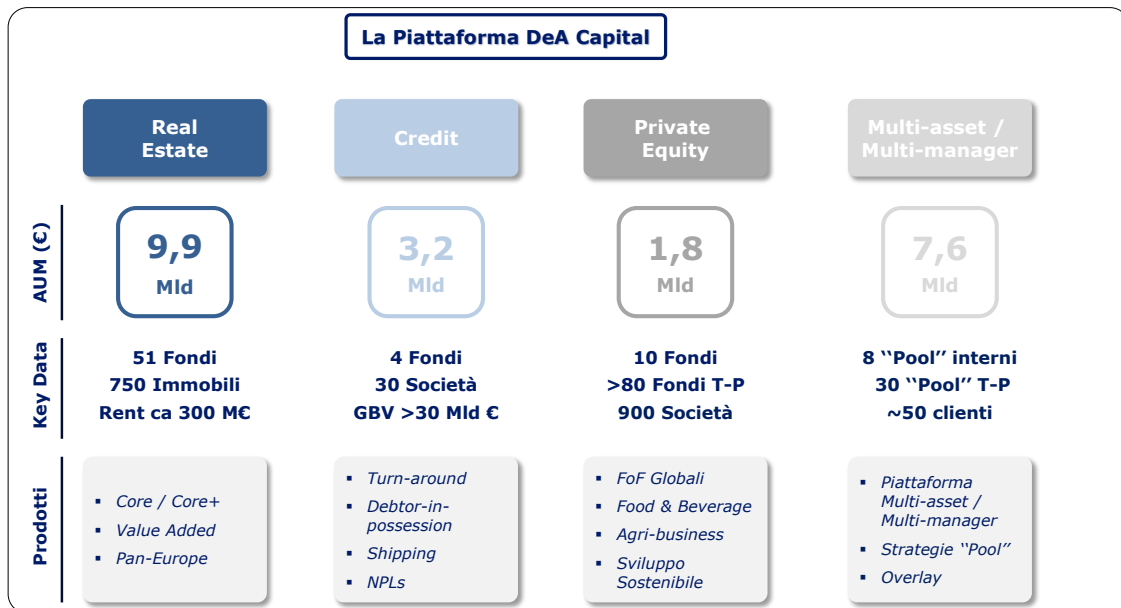 La Piattaforma DeA Capital
Real
Estate
Credit
Private
Equity
Multi-asset /
Multi-manager
AUM (€)
9,9
Mld
3,2
Mld
1,8
Mld
7,6
Mld
Key Data
51 Fondi
750 Immobili
Rent ca 300 M€
4 Fondi
30 Società
GBV >30 Mld €
10 Fondi
>80 Fondi T-P
900 Società
8 ‘‘Pool’’ interni
30 ‘‘Pool’’ T-P
~50 clienti
Prodotti
▪ Core / Core+
▪ Value Added
▪ Pan-Europe
▪ Turn-around
▪ Debtor-in-
possession
▪ Shipping
▪ NPLs
▪ FoF Globali
▪ Food & Beverage
▪ Agri-business
▪ Sviluppo
Sostenibile
▪ Piattaforma
Multi-asset /
Multi-manager
▪ Strategie ‘‘Pool’’
▪ Overlay